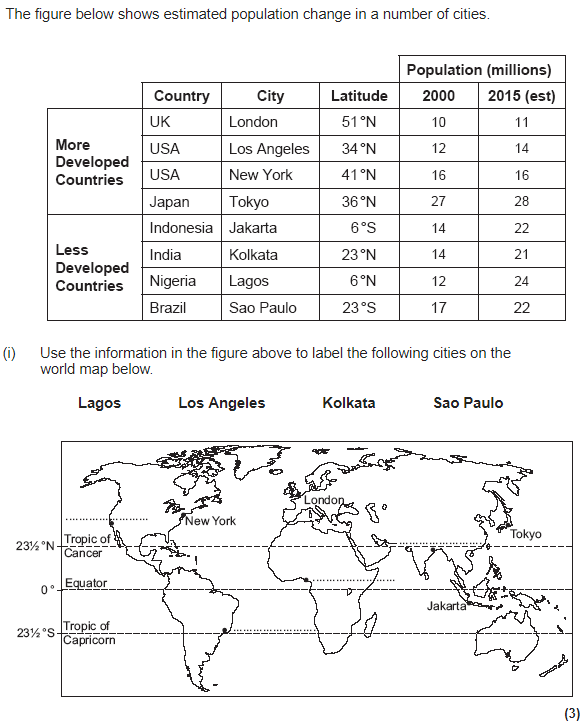 The figure below shows estimated population change in a number of cities.
Population (millions)
Country City Latitude 2000 2015 (est)
More Developed Countries
UK London 51°N 10 11
USA Los Angeles 34°N 12 14
USA New York 41°N 16 16
Japan Tokyo 36°N 27 28
Less Developed Countries
Indonesia Jakarta 6°S 14 22
India Kolkata 23°N 14 21
Nigeria Lagos 6°N 12 24
Brazil Sao Paulo 23°S 17 22
(i) Use the information in the figure above to label the following cities on the
world map below.
Lagos Los Angeles Kolkata Sao Paulo
London
New York
Tokyo
23½°N Tropic of
Cancer
Equator
0°
Jakarta
23½°S Tropic of
Capricorn
(3)